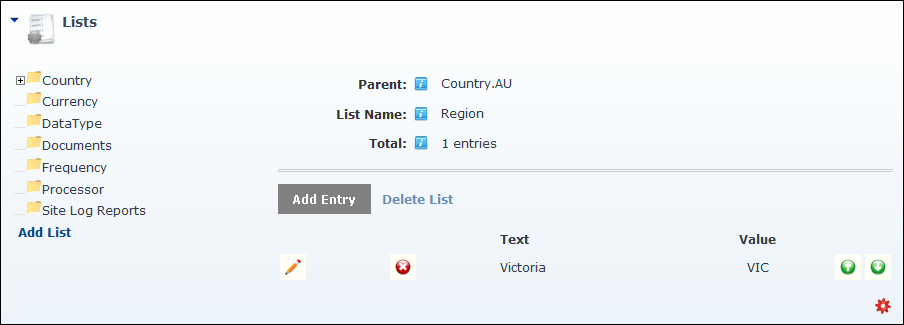 Lists
Country
Currency
DataType
Documents
Frequency
Processor
Site Log Reports
Add List
Parent: Country.AU
List Name: Region
Total: 1 entries
Add Entry Delete List
Text Value
Victoria VIC